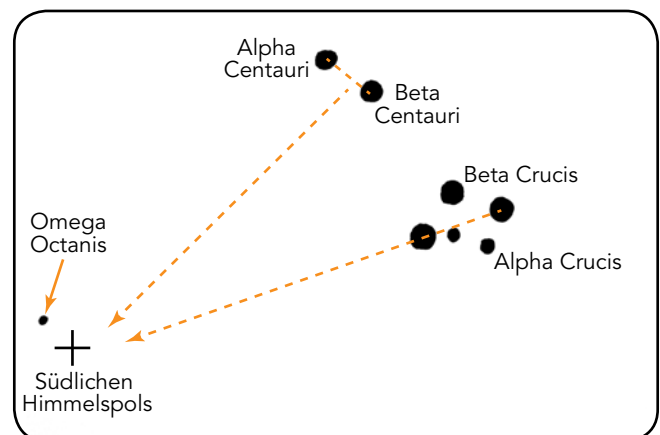 Alpha
Centauri
Beta
Centauri
Beta Crucis
Alpha Crucis
Omega
Octanis
Südlichen
Himmelspols